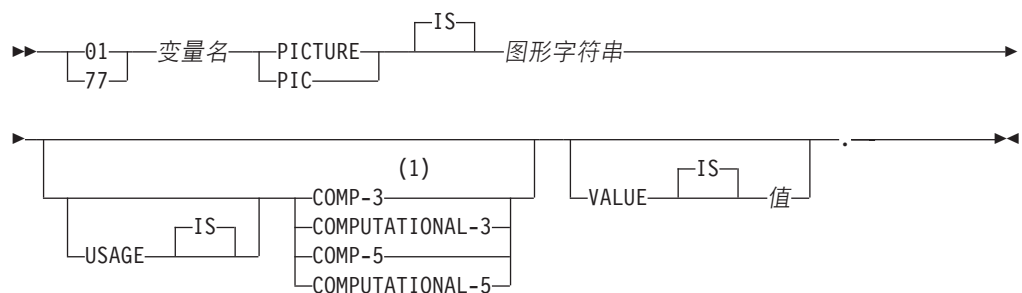 IS
01 变量名 PICTURE 图形字符串
77 PIC
(1)
COMP-3 VALUE IS 值 .
USAGE IS COMPUTATIONAL-3
COMP-5
COMPUTATIONAL-5